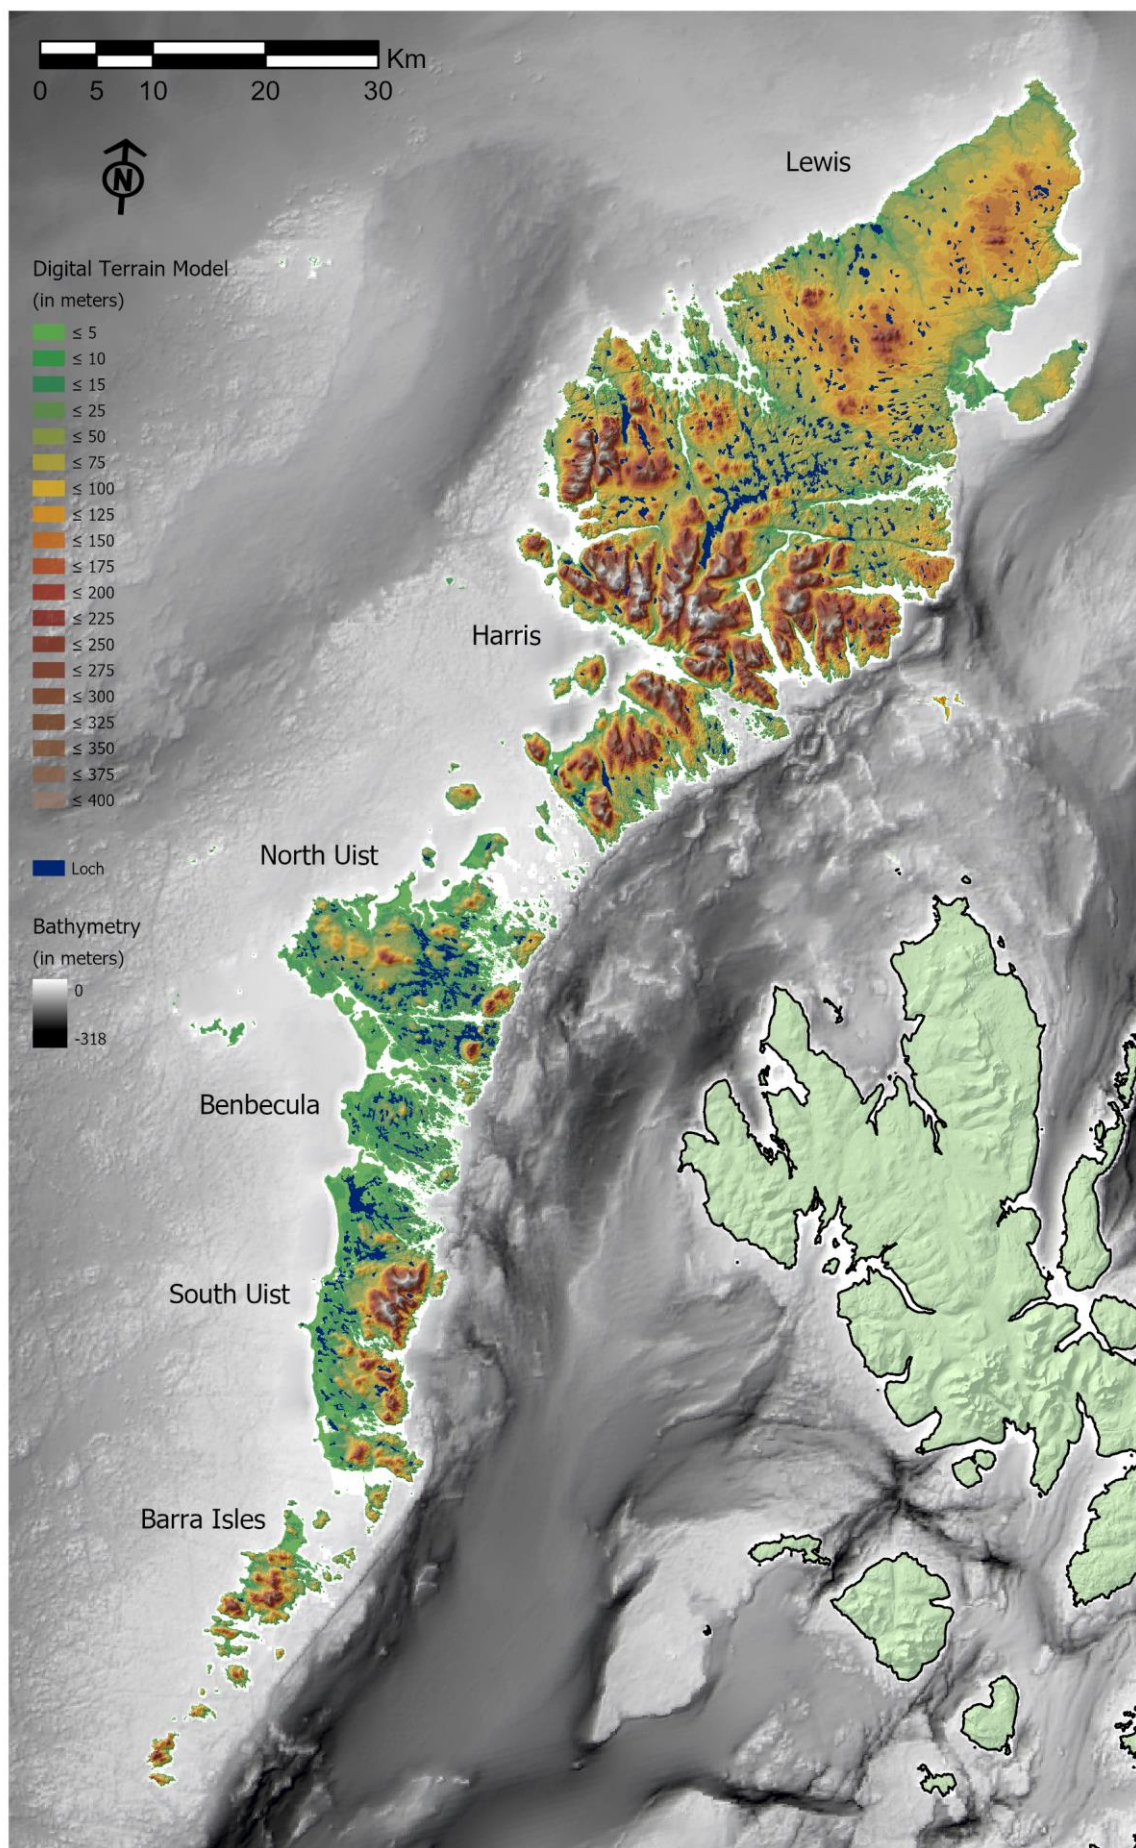 Km
0 5 10 20 30
N
Lewis
Digital Terrain Model
(in meters)
≤ 5
≤ 10
≤ 15
≤ 25
≤ 50
≤ 75
≤ 100
≤ 125
≤ 150
≤ 175
≤ 200
≤ 225
≤ 250
≤ 275
≤ 300
≤ 325
≤ 350
≤ 375
≤ 400
Loch
Bathymetry
(in meters)
0
-318
Harris
North Uist
Benbecula
South Uist
Barra Isles